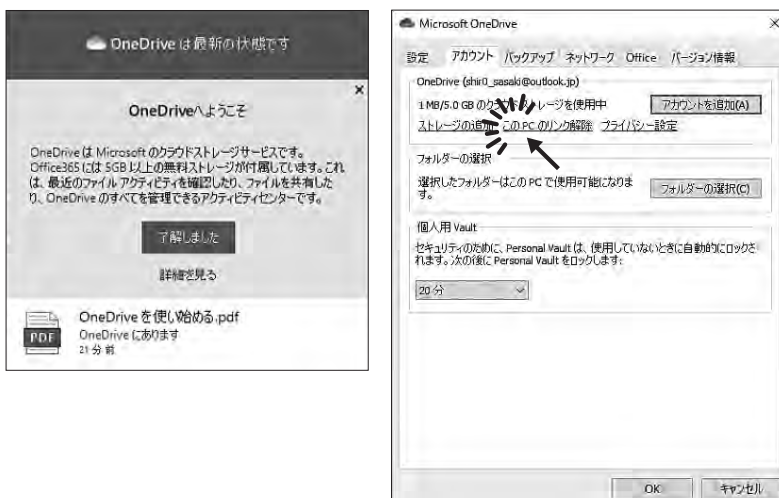 OneDrive は最新の状態です
×
OneDriveへようこそ
OneDrive は Microsoft のクラウドストレージサービスです。
Office365 には 5GB 以上の無料ストレージが付属しています。これ
は、最近のファイル アクティビティを確認したり、ファイルを共有した
り、OneDrive のすべてを管理できるアクティビティセンターです。
了解しました
詳細を見る
PDF
OneDrive を使い始める.pdf
OneDrive にあります
21 分前
Microsoft OneDrive
×
設定 アカウント バックアップ ネットワーク Office バージョン情報
OneDrive (shir0_sasaki@outlook.jp)
1 MB/5.0 GB のクラウドストレージを使用中
アカウントを追加(A)
ストレージの追加 この PC のリンク解除 プライバシー設定
フォルダーの選択
選択したフォルダーはこの PC で使用可能になりま
す。
フォルダーの選択(C)
個人用 Vault
セキュリティのために、Personal Vault は、使用していないときに自動的にロックさ
れます。次の後に Personal Vault をロックします:
20 分
OK
キャンセル